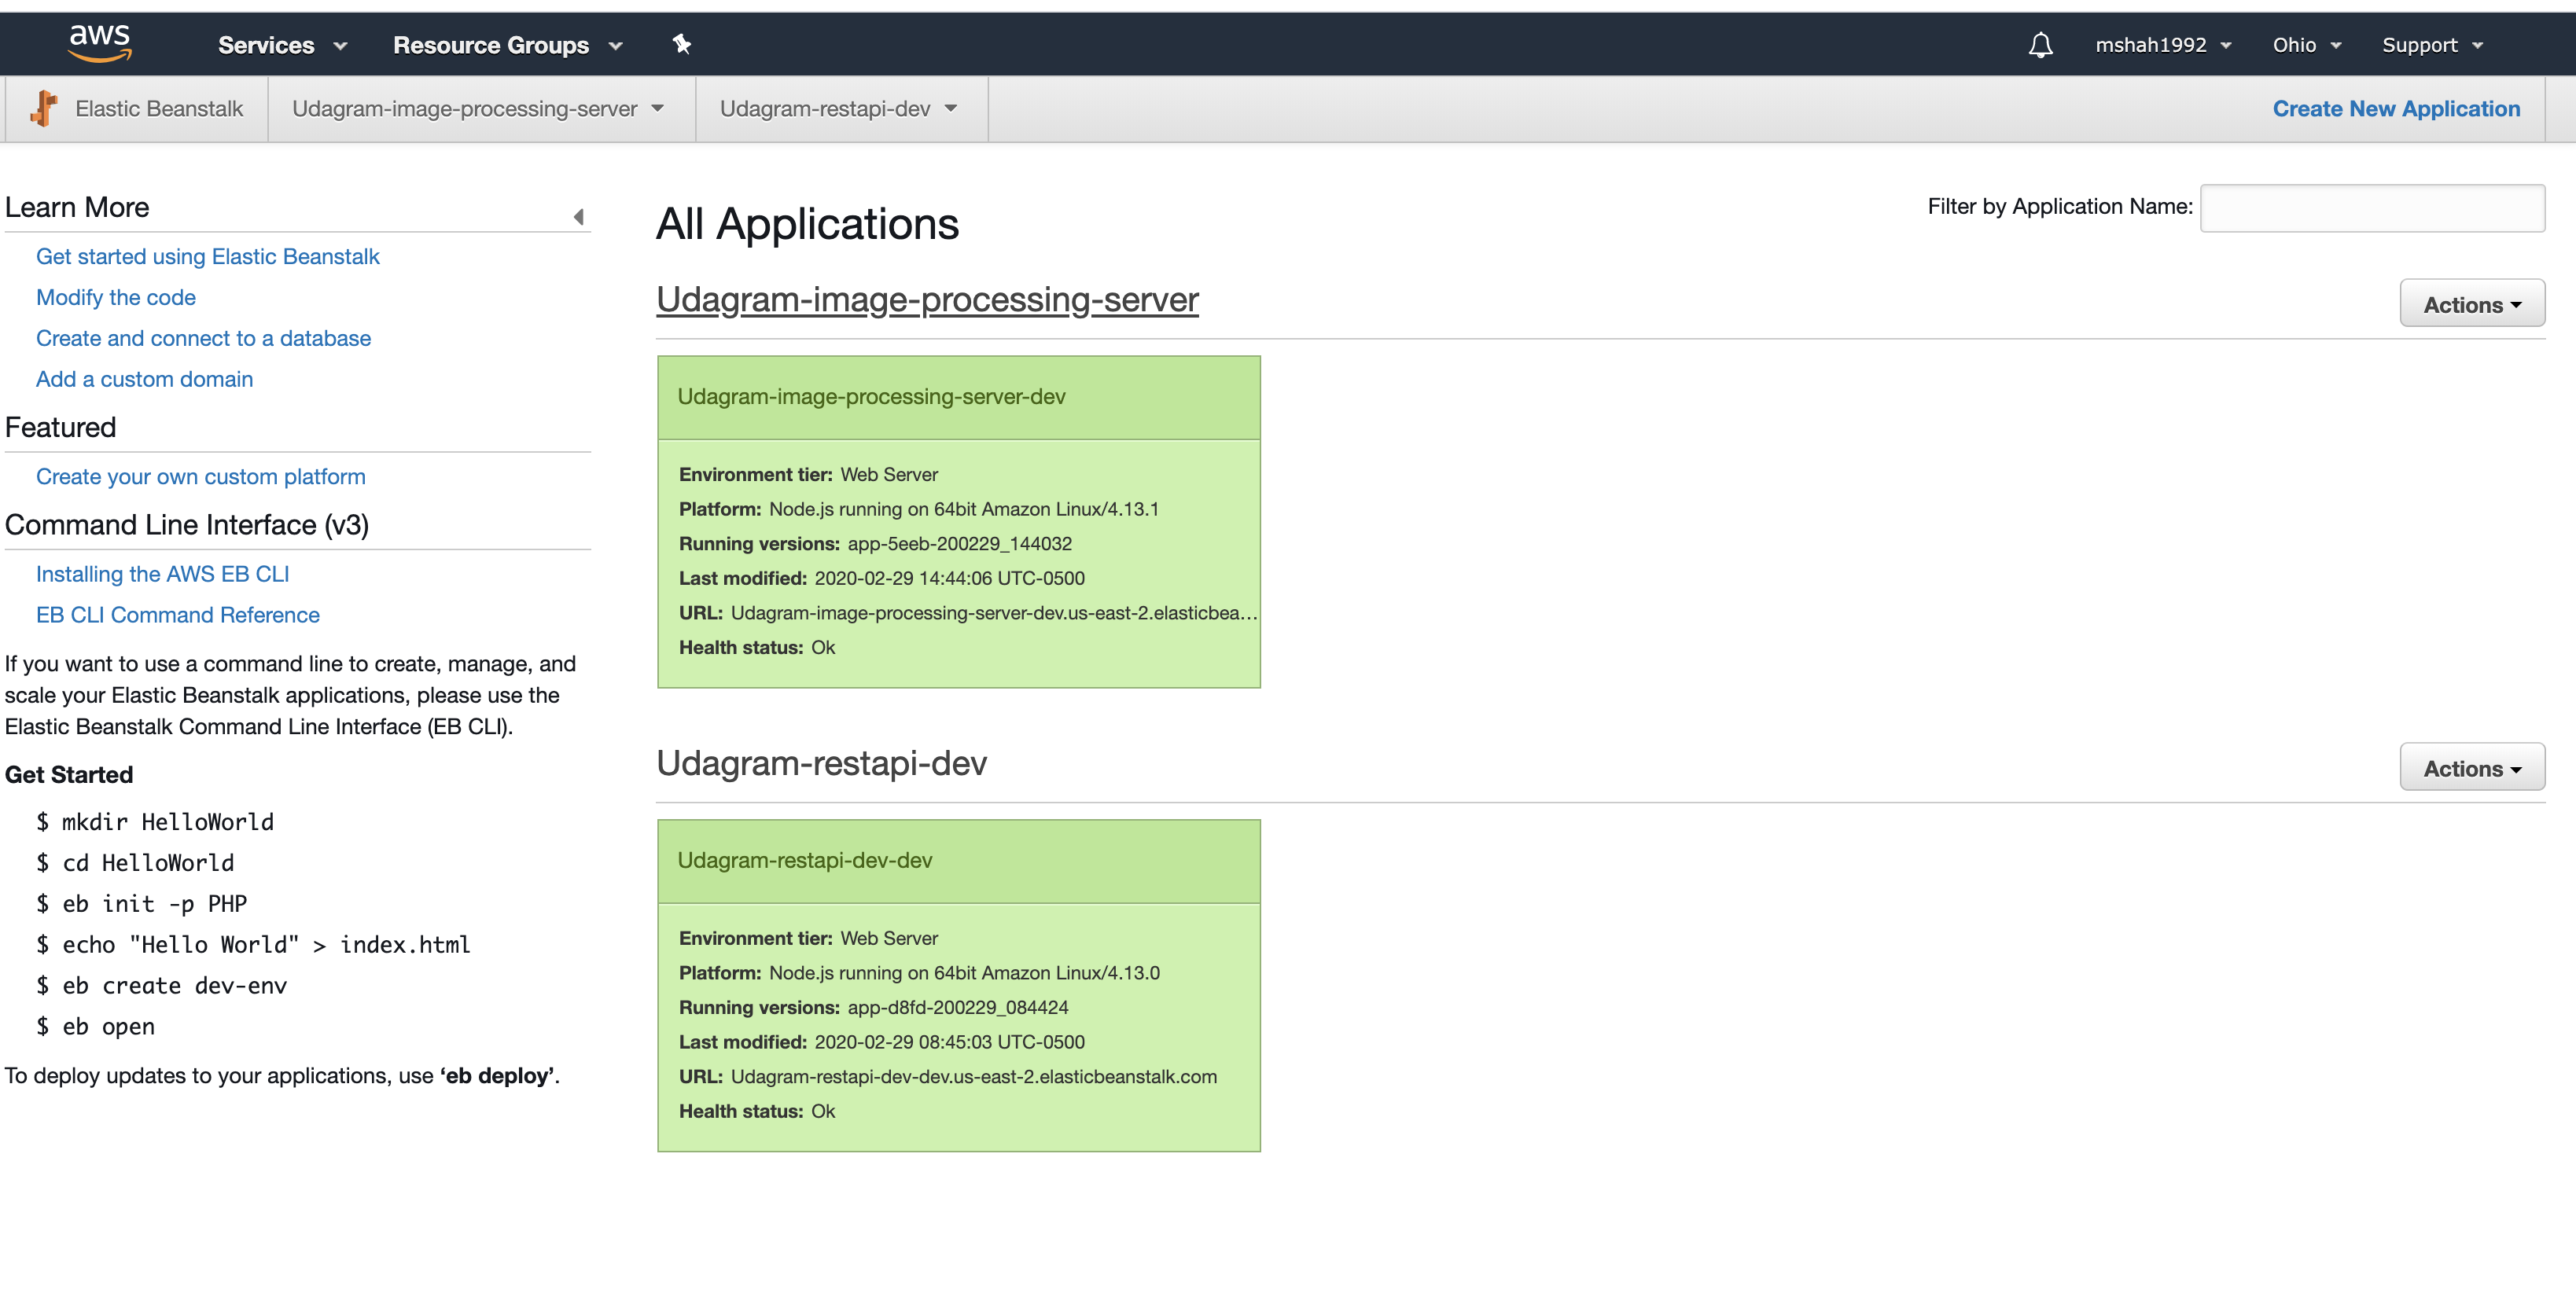 aws Services Resource Groups mshah1992 Ohio Support
Elastic Beanstalk Udagram-image-processing-server Udagram-restapi-dev Create New Application
Learn More
Get started using Elastic Beanstalk
Modify the code
Create and connect to a database
Add a custom domain
Featured
Create your own custom platform
Command Line Interface (v3)
Installing the AWS EB CLI
EB CLI Command Reference
If you want to use a command line to create, manage, and
scale your Elastic Beanstalk applications, please use the
Elastic Beanstalk Command Line Interface (EB CLI).
Get Started
$ mkdir HelloWorld
$ cd HelloWorld
$ eb init -p PHP
$ echo "Hello World" > index.html
$ eb create dev-env
$ eb open
To deploy updates to your applications, use ‘eb deploy’.
All Applications
Filter by Application Name:
Udagram-image-processing-server
Actions
Udagram-image-processing-server-dev
Environment tier: Web Server
Platform: Node.js running on 64bit Amazon Linux/4.13.1
Running versions: app-5eeb-200229_144032
Last modified: 2020-02-29 14:44:06 UTC-0500
URL: Udagram-image-processing-server-dev.us-east-2.elasticbea...
Health status: Ok
Udagram-restapi-dev
Actions
Udagram-restapi-dev-dev
Environment tier: Web Server
Platform: Node.js running on 64bit Amazon Linux/4.13.0
Running versions: app-d8fd-200229_084424
Last modified: 2020-02-29 08:45:03 UTC-0500
URL: Udagram-restapi-dev-dev.us-east-2.elasticbeanstalk.com
Health status: Ok